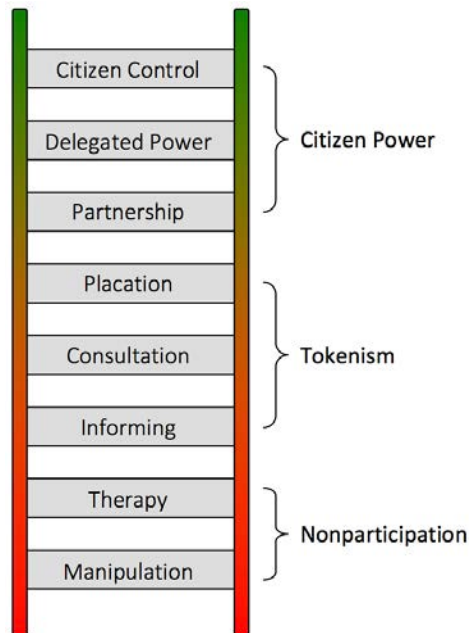 Citizen Control
Delegated Power
Partnership
Citizen Power
Placation
Consultation
Informing
Tokenism
Therapy
Manipulation
Nonparticipation